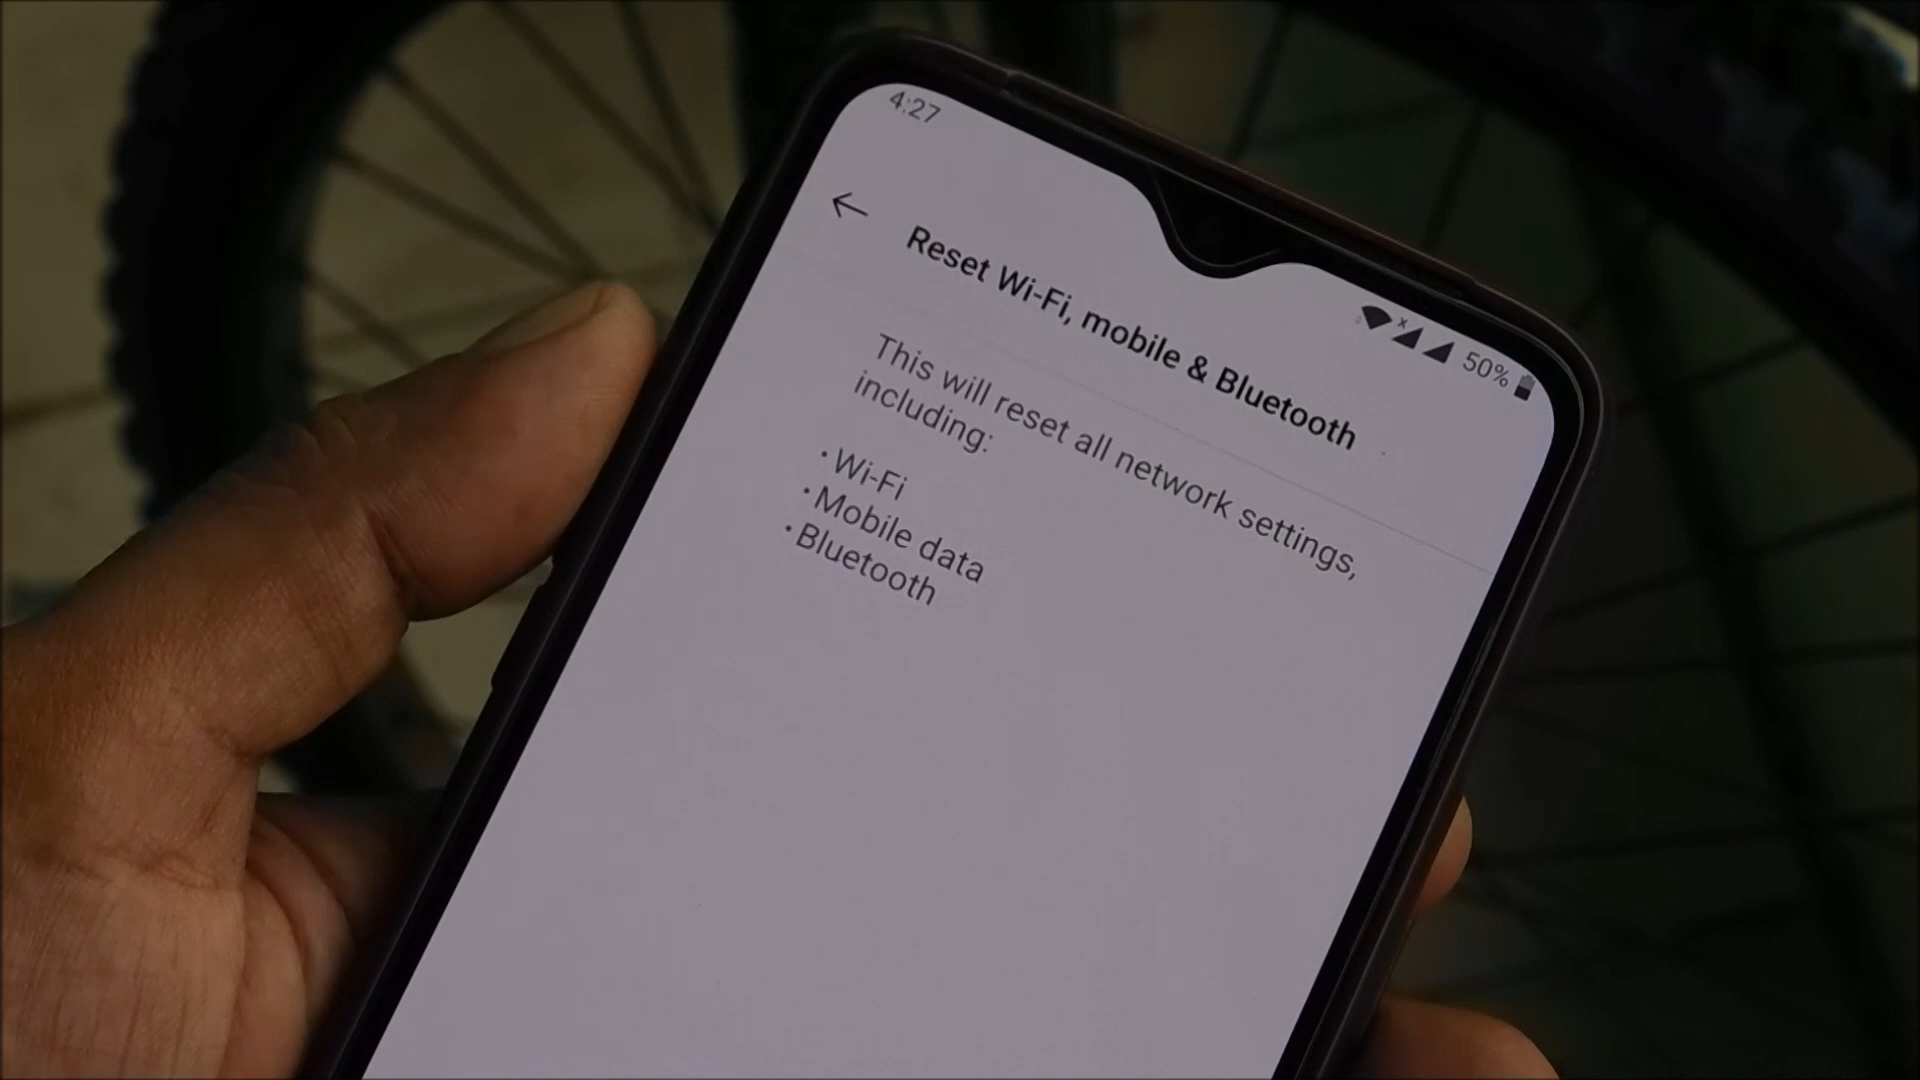 4:27
x
50%
Reset Wi-Fi, mobile & Bluetooth
This will reset all network settings,
including:
• Wi-Fi
• Mobile data
• Bluetooth